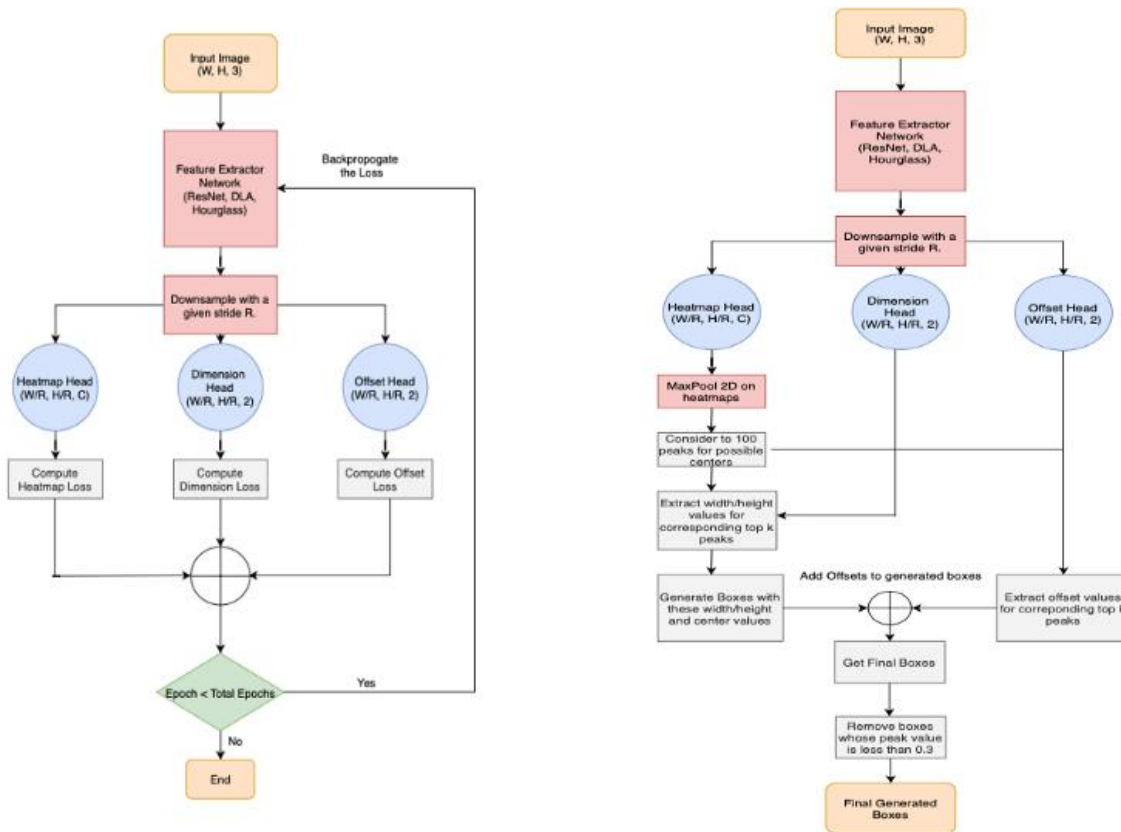 Input Image
(W, H, 3)
Feature Extractor
Network
(ResNet, DLA,
Hourglass)
Backpropogate
the Loss
Downsample with a
given stride R.
Heatmap Head
(W/R, H/R, C)
Dimension
Head
(W/R, H/R, 2)
Offset Head
(W/R, H/R, 2)
Compute
Heatmap Loss
Compute
Dimension Loss
Compute Offset
Loss
Epoch < Total Epochs
Yes
No
End
Input Image
(W, H, 3)
Feature Extractor
Network
(ResNet, DLA,
Hourglass)
Downsample with a
given stride R.
Heatmap Head
(W/R, H/R, C)
Dimension
Head
(W/R, H/R, 2)
Offset Head
(W/R, H/R, 2)
MaxPool 2D on
heatmaps
Consider to 100
peaks for possible
centers
Extract width/height
values for
corresponding top k
peaks
Generate Boxes with
these width/height
and center values
Add Offsets to generated boxes
Extract offset values
for correponding top
peaks
Get Final Boxes
Remove boxes
whose peak value
is less than 0.3
Final Generated
Boxes